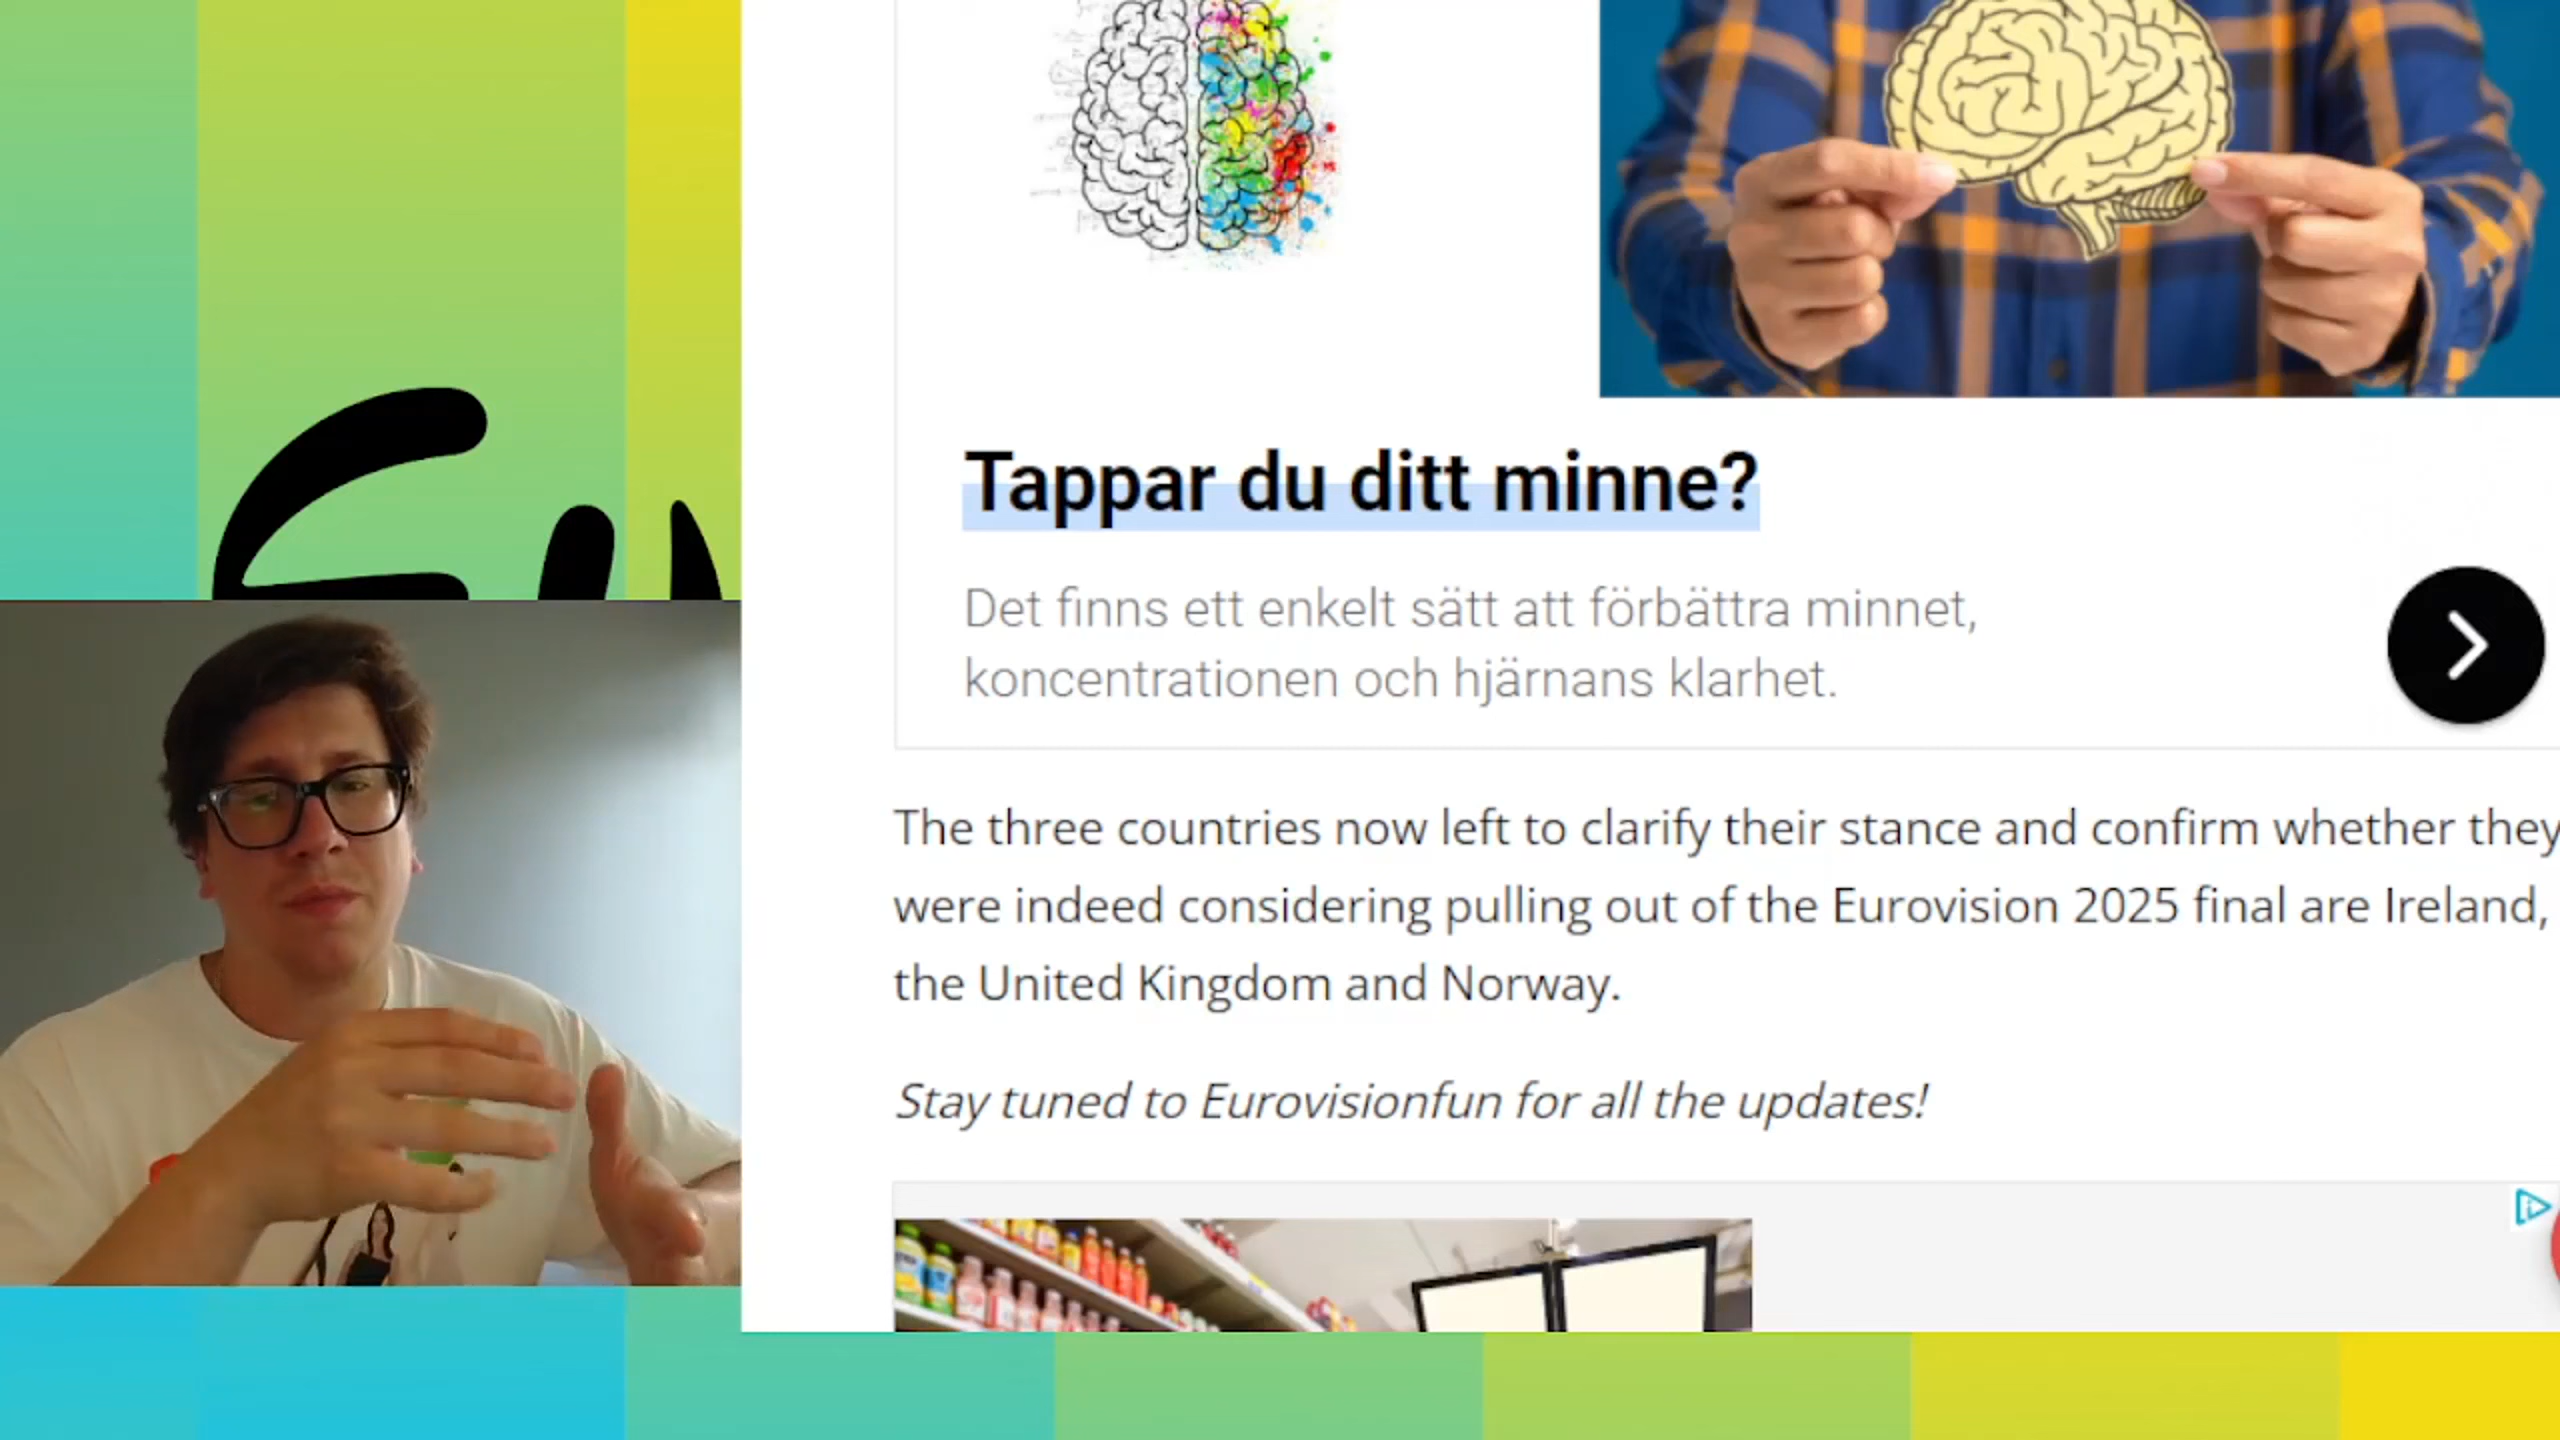 Tappar du ditt minne?
Det finns ett enkelt sätt att förbättra minnet,
koncentrationen och hjärnans klarhet.
The three countries now left to clarify their stance and confirm whether they
were indeed considering pulling out of the Eurovision 2025 final are Ireland,
the United Kingdom and Norway.
Stay tuned to Eurovisionfun for all the updates!